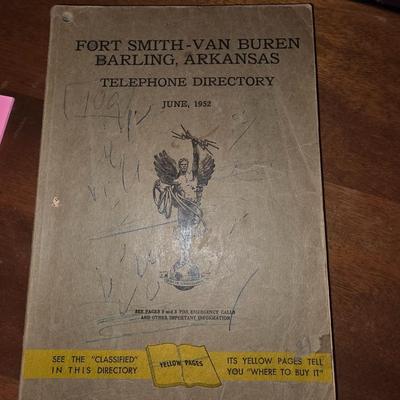 FORT SMITH-VAN BUREN
BARLING, ARKANSAS
TELEPHONE DIRECTORY
JUNE, 1952
SEE PAGES 2 and 3 FOR EMERGENCY CALLS
AND OTHER IMPORTANT INFORMATION
SEE THE "CLASSIFIED"
IN THIS DIRECTORY
YELLOW PAGES
ITS YELLOW PAGES TELL
YOU "WHERE TO BUY IT"